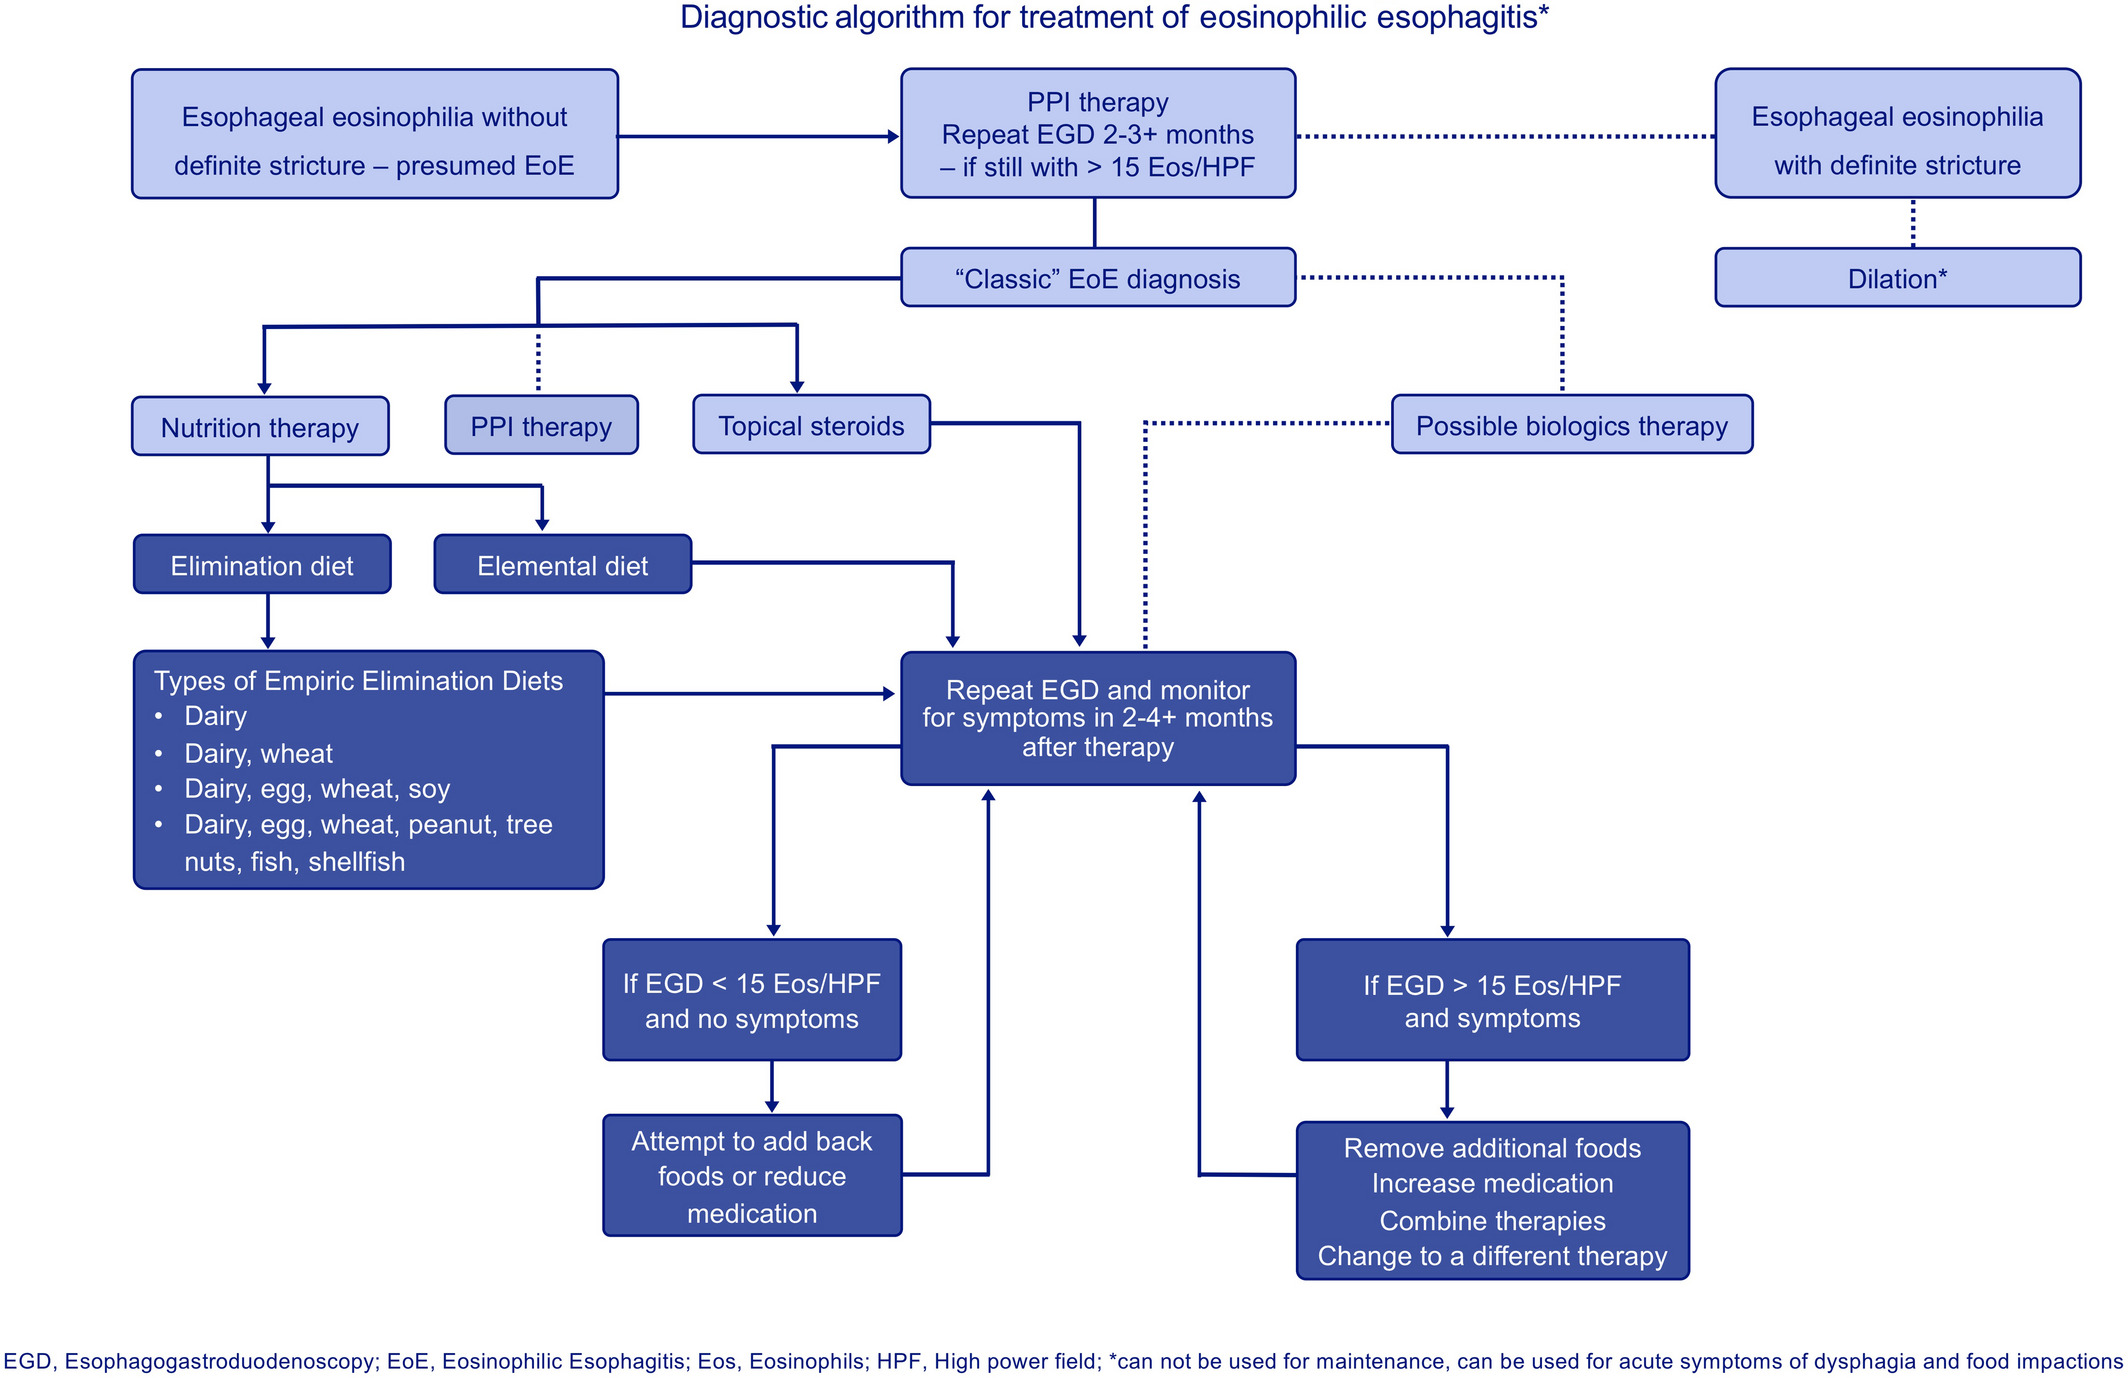 Diagnostic algorithm for treatment of eosinophilic esophagitis*
Esophageal eosinophilia without
definite stricture – presumed EoE
PPI therapy
Repeat EGD 2-3+ months
– if still with > 15 Eos/HPF
Esophageal eosinophilia
with definite stricture
“Classic” EoE diagnosis
Dilation*
Nutrition therapy
PPI therapy
Topical steroids
Possible biologics therapy
Elimination diet
Elemental diet
Types of Empiric Elimination Diets
• Dairy
• Dairy, wheat
• Dairy, egg, wheat, soy
• Dairy, egg, wheat, peanut, tree
nuts, fish, shellfish
Repeat EGD and monitor
for symptoms in 2-4+ months
after therapy
If EGD < 15 Eos/HPF
and no symptoms
If EGD > 15 Eos/HPF
and symptoms
Attempt to add back
foods or reduce
medication
Remove additional foods
Increase medication
Combine therapies
Change to a different therapy
EGD, Esophagogastroduodenoscopy; EoE, Eosinophilic Esophagitis; Eos, Eosinophils; HPF, High power field; *can not be used for maintenance, can be used for acute symptoms of dysphagia and food impactions